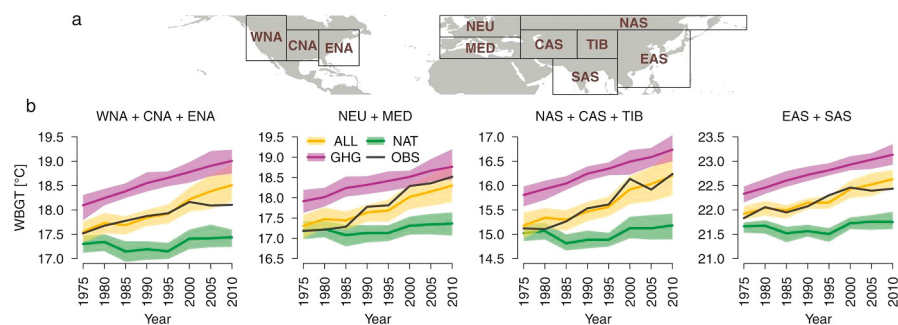 a
WNA
CNA
ENA
NEU
MED
NAS
CAS
TIB
SAS
EAS
b
WNA + CNA + ENA
NEU + MED
NAS + CAS + TIB
EAS + SAS
WBGT [°C]
19.5
19.0
18.5
18.0
17.5
17.0
1975
1980
1985
1990
1995
2000
2005
2010
Year
19.5
19.0
18.5
18.0
17.5
17.0
16.5
ALL
NAT
GHG
OBS
1975
1980
1985
1990
1995
2000
2005
2010
Year
17.0
16.5
16.0
15.5
15.0
14.5
1975
1980
1985
1990
1995
2000
2005
2010
Year
23.5
23.0
22.5
22.0
21.5
21.0
1975
1980
1985
1990
1995
2000
2005
2010
Year